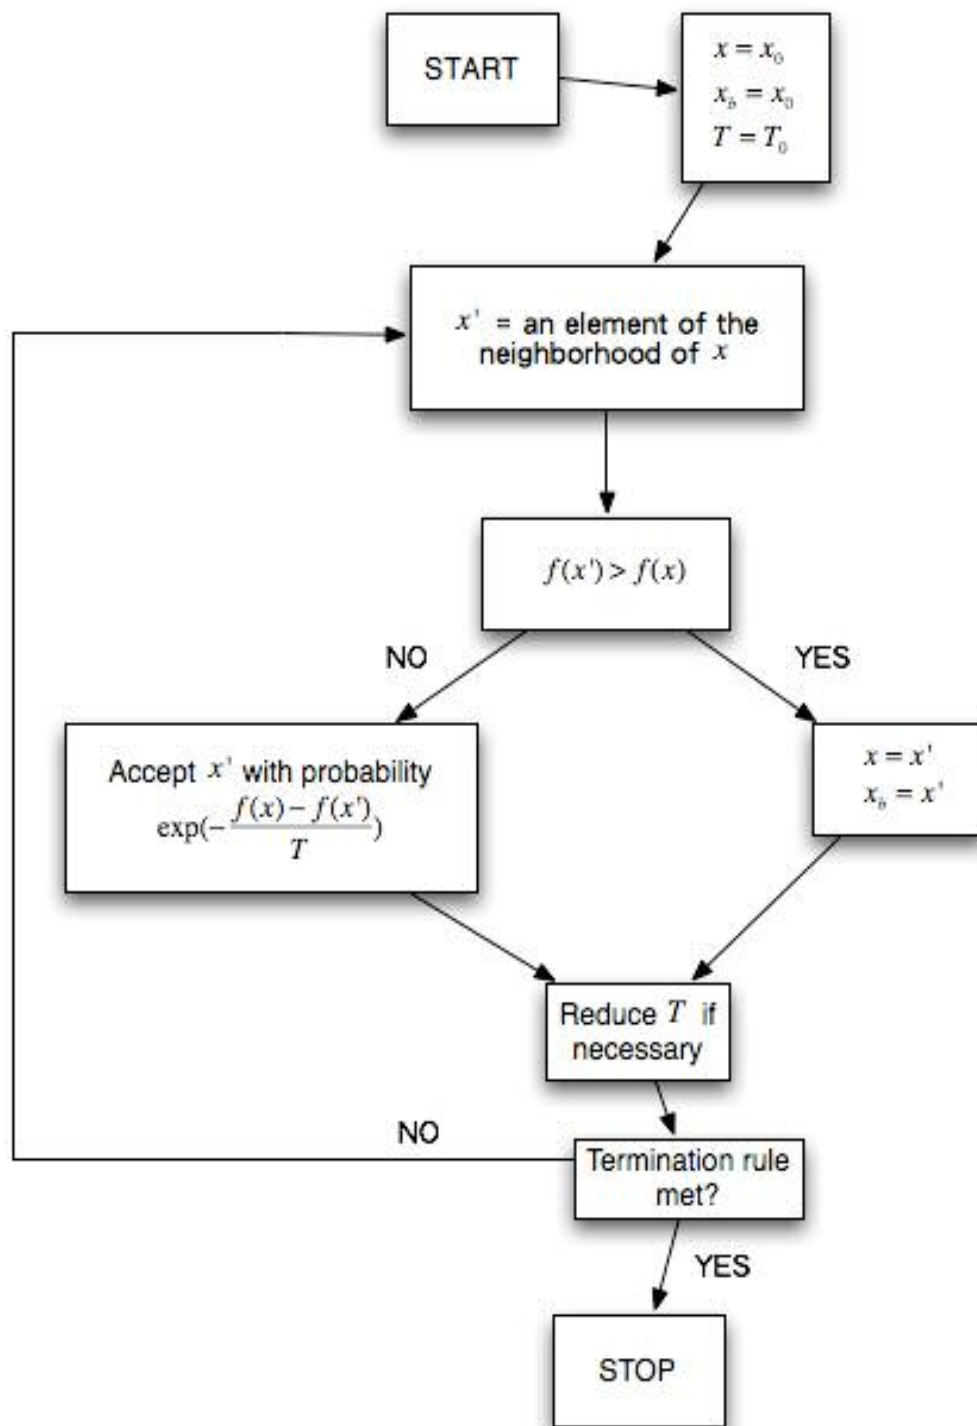 START
x = x₀
x_b = x₀
T = T₀
x' = an element of the
neighborhood of x
f(x') > f(x)
NO
YES
Accept x' with probability
exp(-(f(x) - f(x'))/T)
x = x'
x_b = x'
Reduce T if
necessary
NO
Termination rule
met?
YES
STOP